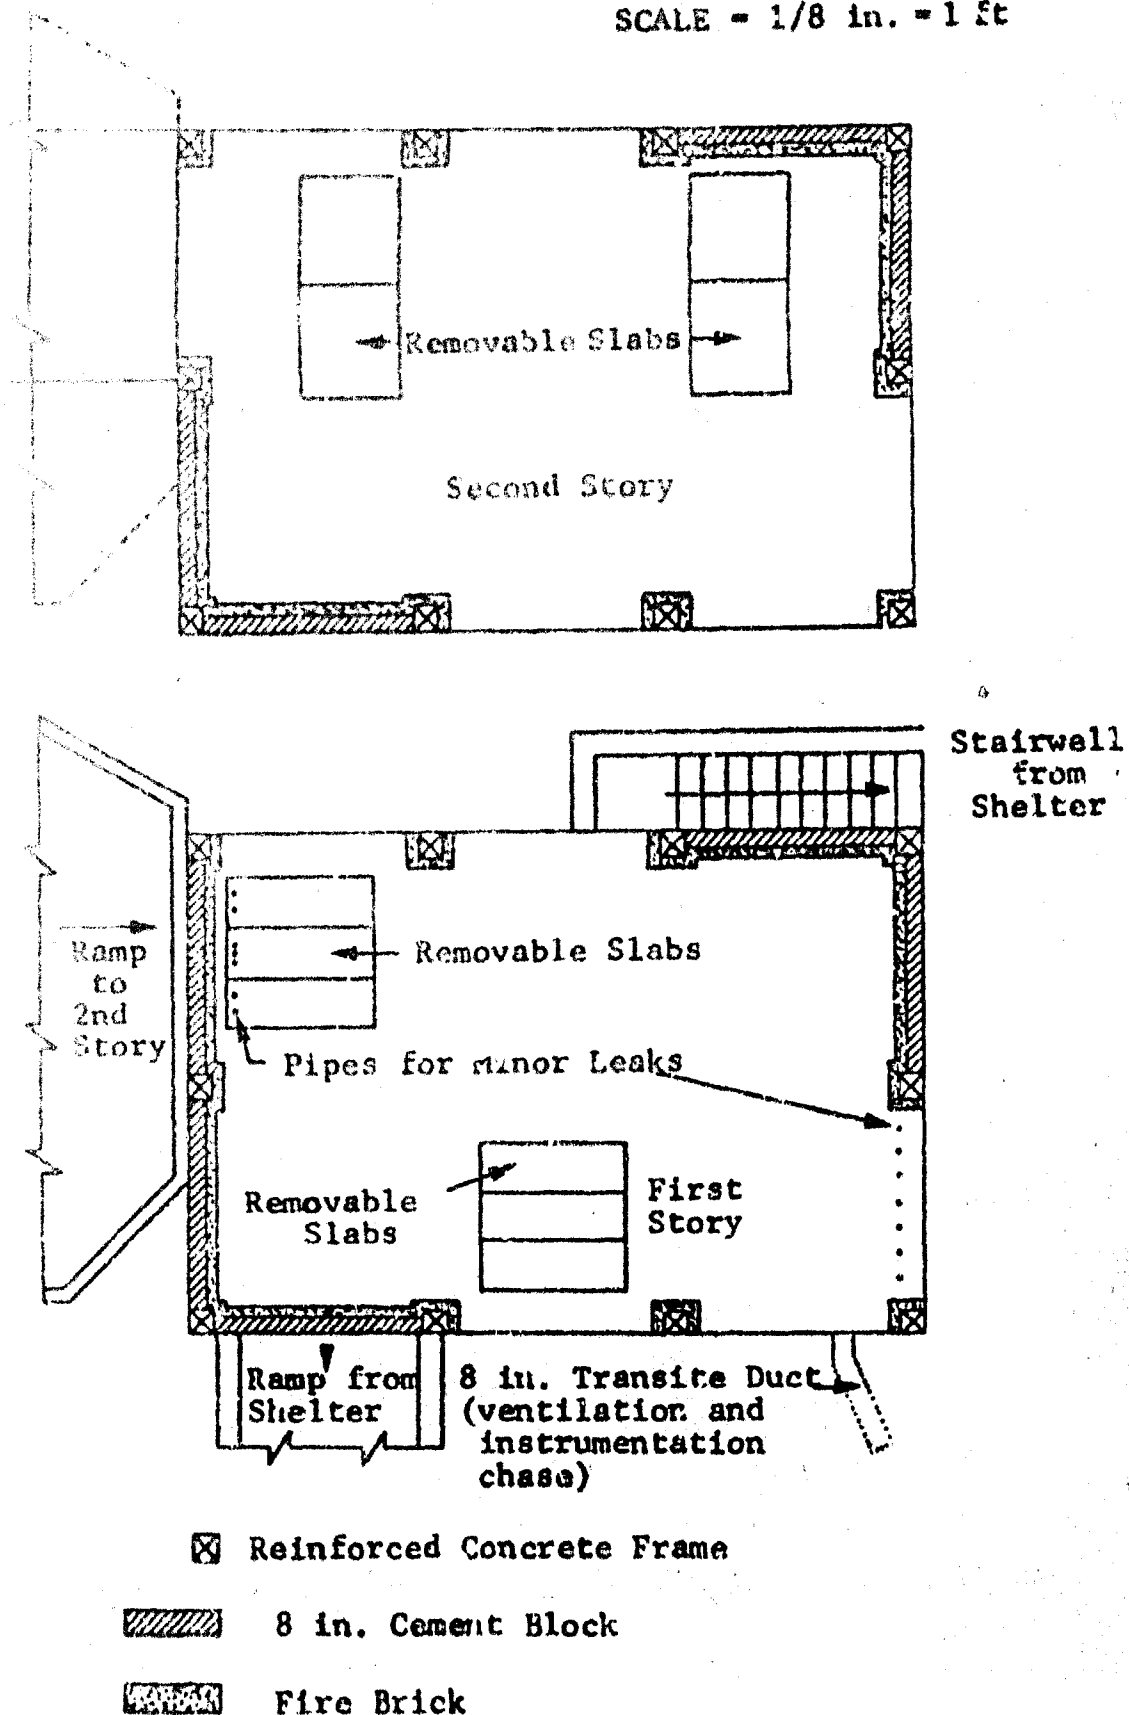 SCALE = 1/8 in. = 1 ft
Removable Slabs
Second Story
Stairwell
from
Shelter
Removable Slabs
Ramp
to
2nd
Story
Pipes for Minor Leaks
Removable
Slabs
First
Story
Ramp from
Shelter
8 in. Transite Duct
(ventilation and
instrumentation
chase)
Reinforced Concrete Frame
8 in. Cement Block
Fire Brick